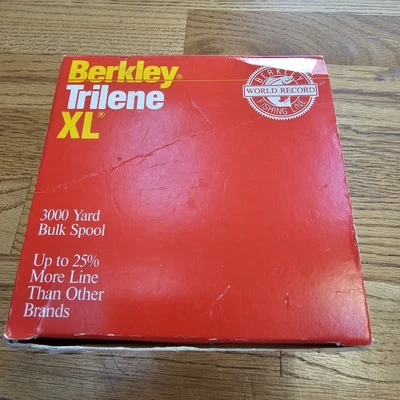 Berkley®
Trilene
XL®
BERKLEY
WORLD RECORD
FISHING LINE
3000 Yard
Bulk Spool
Up to 25%
More Line
Than Other
Brands